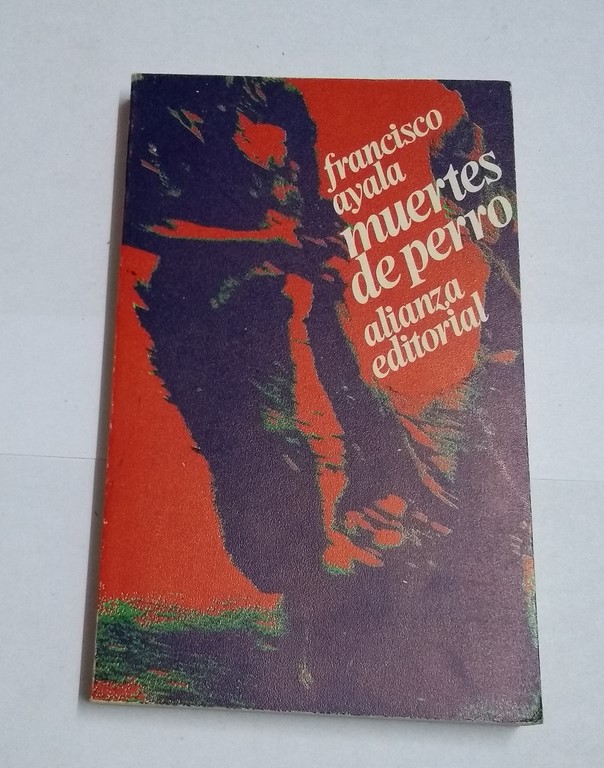 francisco
ayala
muertes
de perro
alianza
editorial